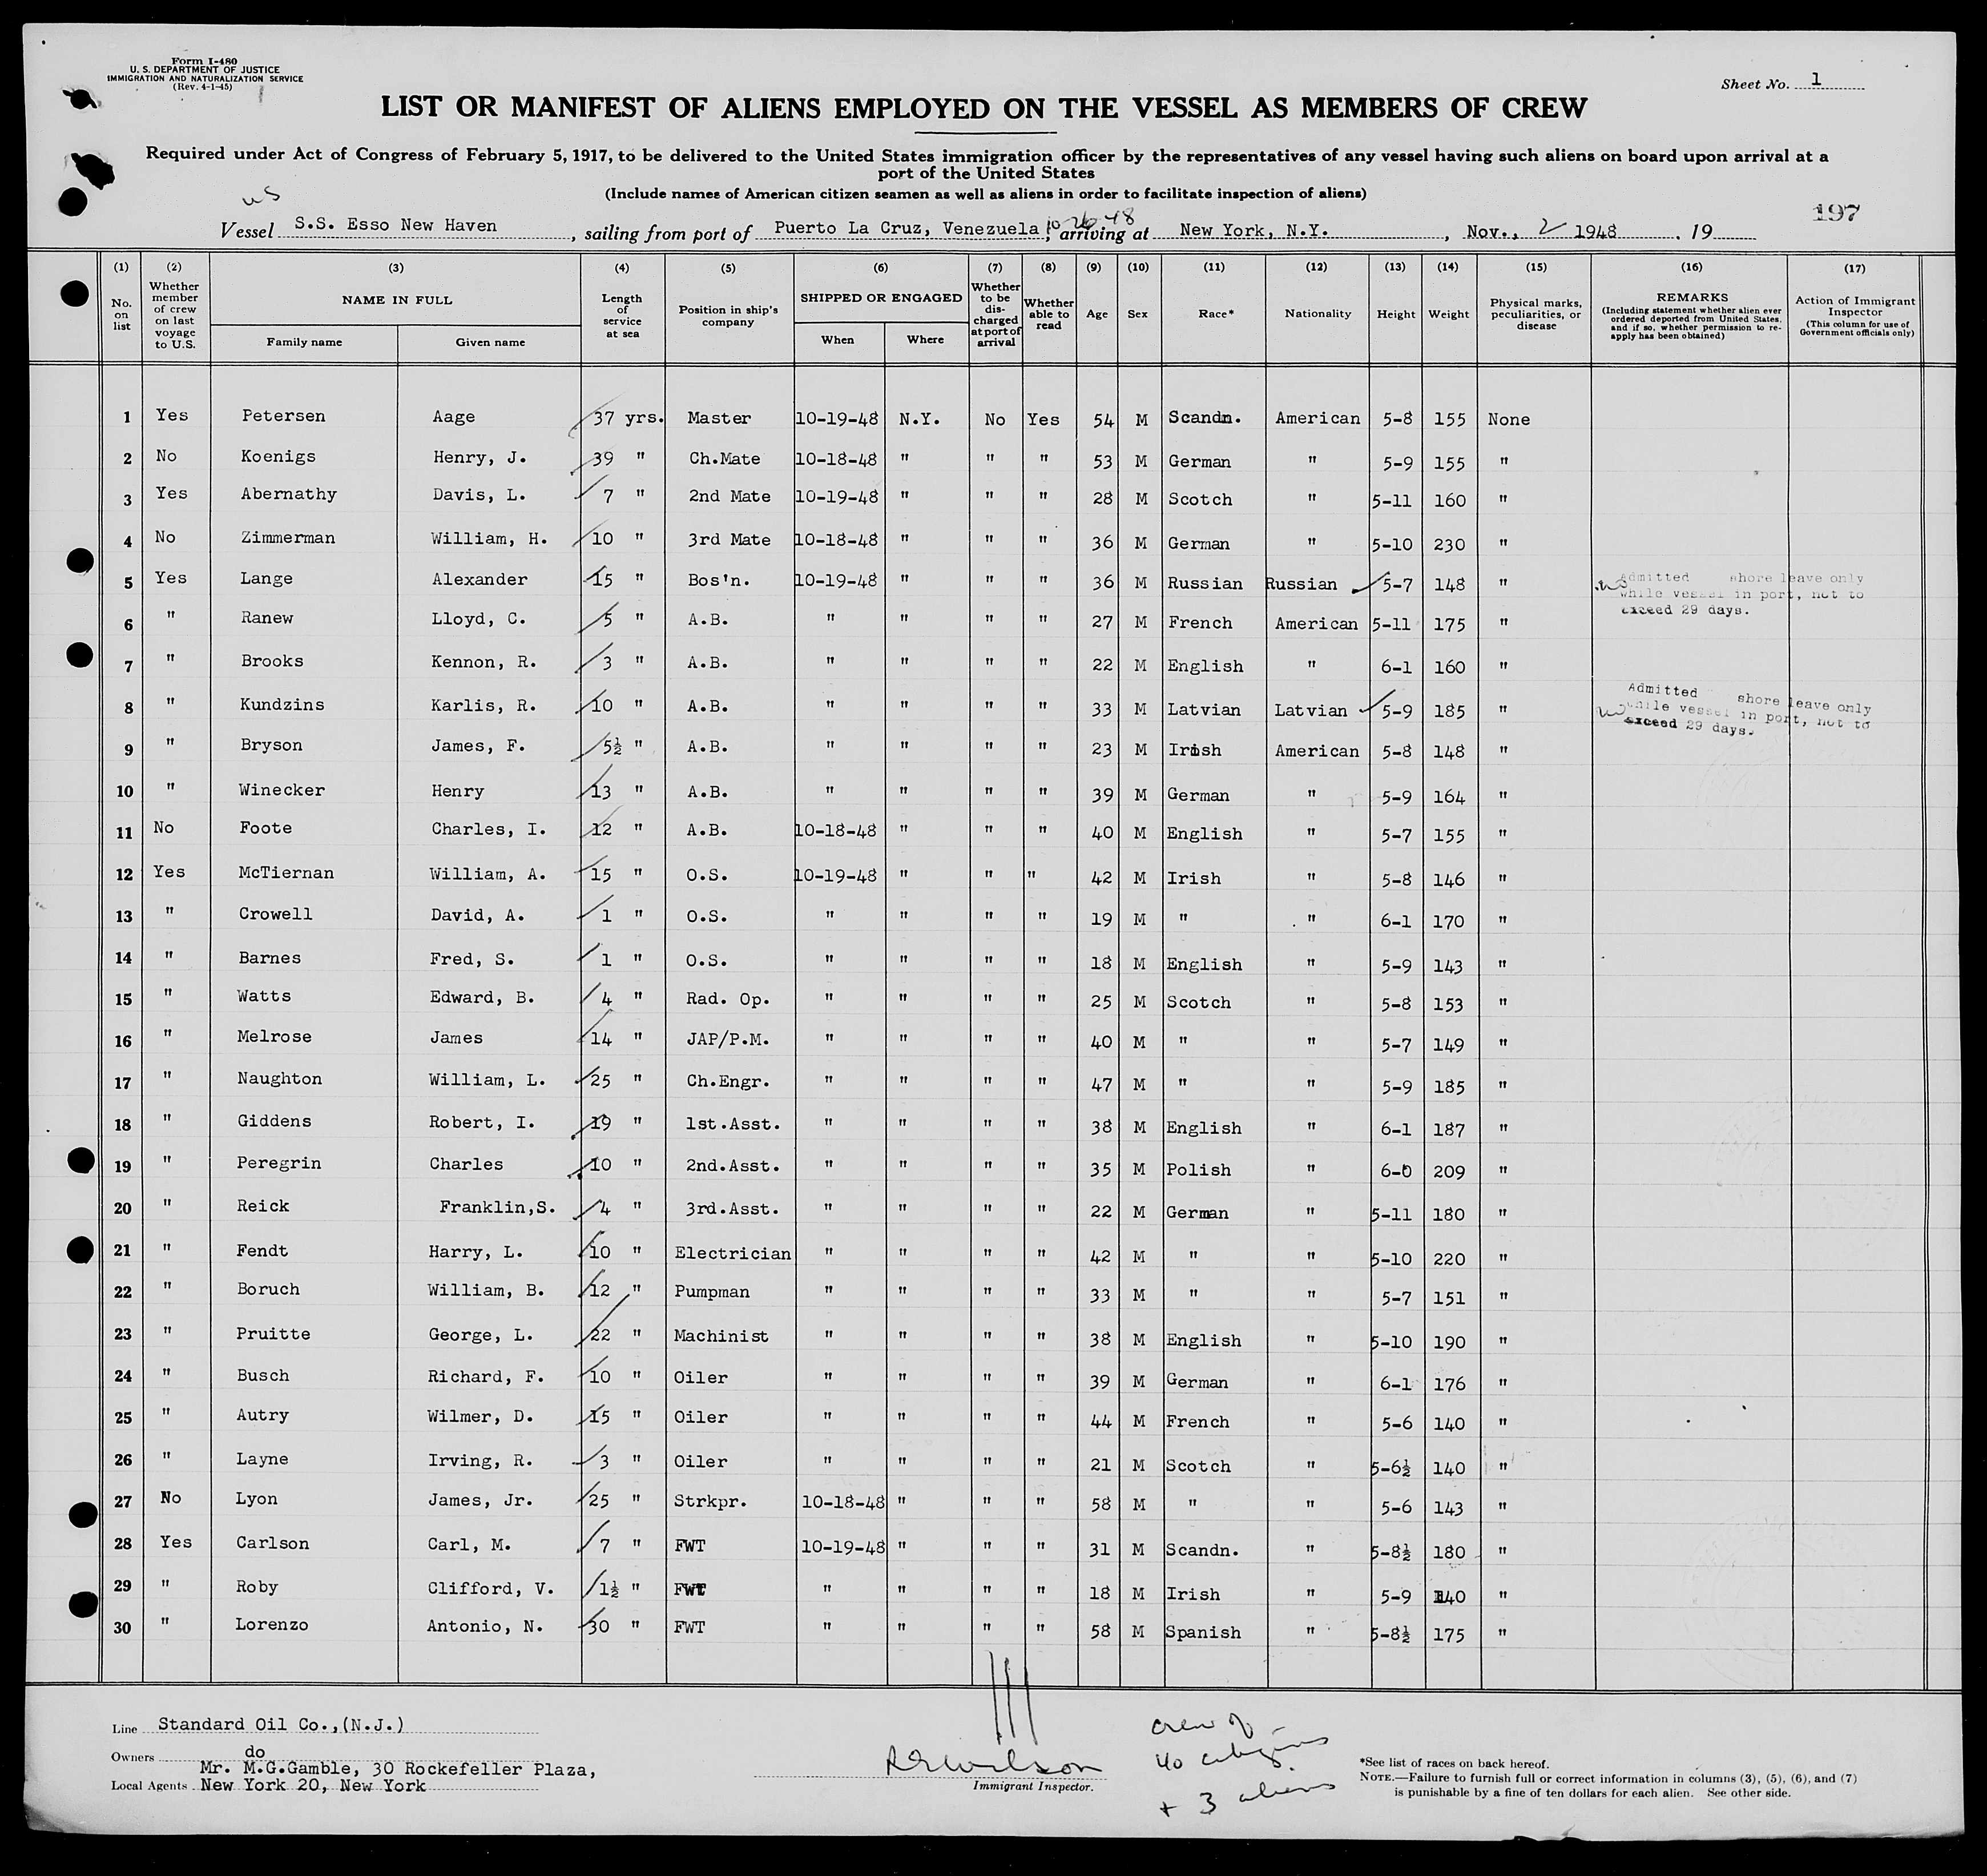 Form I-480
U. S. DEPARTMENT OF JUSTICE
IMMIGRATION AND NATURALIZATION SERVICE
(Rev. 4-1-45)
Sheet No. 1
LIST OR MANIFEST OF ALIENS EMPLOYED ON THE VESSEL AS MEMBERS OF CREW
Required under Act of Congress of February 5, 1917, to be delivered to the United States immigration officer by the representatives of any vessel having such aliens on board upon arrival at a
port of the United States
(Include names of American citizen seamen as well as aliens in order to facilitate inspection of aliens)
us
197
Vessel S.S. Esso New Haven, sailing from port of Puerto La Cruz, Venezuela, 10-26-48 arriving at New York, N.Y., Nov., 2 1948, 19
(1) (2) (3) (4) (5) (6) (7) (8) (9) (10) (11) (12) (13) (14) (15) (16) (17)
No. on list
Whether member of crew on last voyage to U.S.
NAME IN FULL
Family name
Given name
Length of service at sea
Position in ship's company
SHIPPED OR ENGAGED
When
Where
Whether to be discharged at port of arrival
Whether able to read
Age
Sex
Race*
Nationality
Height
Weight
Physical marks, peculiarities, or disease
REMARKS
(Including statement whether alien ever ordered deported from United States, and if so, whether permission to re-apply has been obtained)
Action of Immigrant Inspector
(This column for use of Government officials only)
1 Yes Petersen Aage 37 yrs. Master 10-19-48 N.Y. No Yes 54 M Scandn. American 5-8 155 None
2 No Koenigs Henry, J. 39 " Ch.Mate 10-18-48 " " " 53 M German " 5-9 155 "
3 Yes Abernathy Davis, L. 7 " 2nd Mate 10-19-48 " " " 28 M Scotch " 5-11 160 "
4 No Zimmerman William, H. 10 " 3rd Mate 10-18-48 " " " 36 M German " 5-10 230 "
5 Yes Lange Alexander 15 " Bos'n. 10-19-48 " " " 36 M Russian Russian 5-7 148 " Admitted shore leave only
while vessel in port, not to
exceed 29 days.
6 " Ranew Lloyd, C. 5 " A.B. " " " " 27 M French American 5-11 175 "
7 " Brooks Kennon, R. 3 " A.B. " " " " 22 M English " 6-1 160 "
8 " Kundzins Karlis, R. 10 " A.B. " " " " 33 M Latvian Latvian 5-9 185 " Admitted shore leave only
while vessel in port, not to
exceed 29 days.
9 " Bryson James, F. 5½ " A.B. " " " " 23 M Irish American 5-8 148 "
10 " Winecker Henry 13 " A.B. " " " " 39 M German " 5-9 164 "
11 No Foote Charles, I. 12 " A.B. 10-18-48 " " " 40 M English " 5-7 155 "
12 Yes McTiernan William, A. 15 " O.S. 10-19-48 " " " 42 M Irish " 5-8 146 "
13 " Crowell David, A. 1 " O.S. " " " " 19 M " " 6-1 170 "
14 " Barnes Fred, S. 1 " O.S. " " " " 18 M English " 5-9 143 "
15 " Watts Edward, B. 4 " Rad. Op. " " " " 25 M Scotch " 5-8 153 "
16 " Melrose James 14 " JAP/P.M. " " " " 40 M " " 5-7 149 "
17 " Naughton William, L. 25 " Ch.Engr. " " " " 47 M " " 5-9 185 "
18 " Giddens Robert, I. 19 " 1st.Asst. " " " " 38 M English " 6-1 187 "
19 " Peregrin Charles 10 " 2nd.Asst. " " " " 35 M Polish " 6-0 209 "
20 " Reick Franklin,S. 4 " 3rd.Asst. " " " " 22 M German " 5-11 180 "
21 " Fendt Harry, L. 10 " Electrician " " " " 42 M " " 5-10 220 "
22 " Boruch William, B. 12 " Pumpman " " " " 33 M " " 5-7 151 "
23 " Pruitte George, L. 22 " Machinist " " " " 38 M English " 5-10 190 "
24 " Busch Richard, F. 10 " Oiler " " " " 39 M German " 6-1 176 "
25 " Autry Wilmer, D. 15 " Oiler " " " " 44 M French " 5-6 140 "
26 " Layne Irving, R. 3 " Oiler " " " " 21 M Scotch " 5-6½ 140 "
27 No Lyon James, Jr. 25 " Strkpr. 10-18-48 " " " 58 M " " 5-6 143 "
28 Yes Carlson Carl, M. 7 " FWT 10-19-48 " " " 31 M Scandn. " 5-8½ 180 "
29 " Roby Clifford, V. 1½ " FWT " " " " 18 M Irish " 5-9 140 "
30 " Lorenzo Antonio, N. 30 " FWT " " " " 58 M Spanish " 5-8½ 175 "
Line Standard Oil Co.,(N.J.)
Owners do
Mr. M.G.Gamble, 30 Rockefeller Plaza,
Local Agents New York 20, New York
Wilson
Immigrant Inspector.
crew of
40 citizens
+ 3 aliens
*See list of races on back hereof.
NOTE.—Failure to furnish full or correct information in columns (3), (5), (6), and (7)
is punishable by a fine of ten dollars for each alien. See other side.